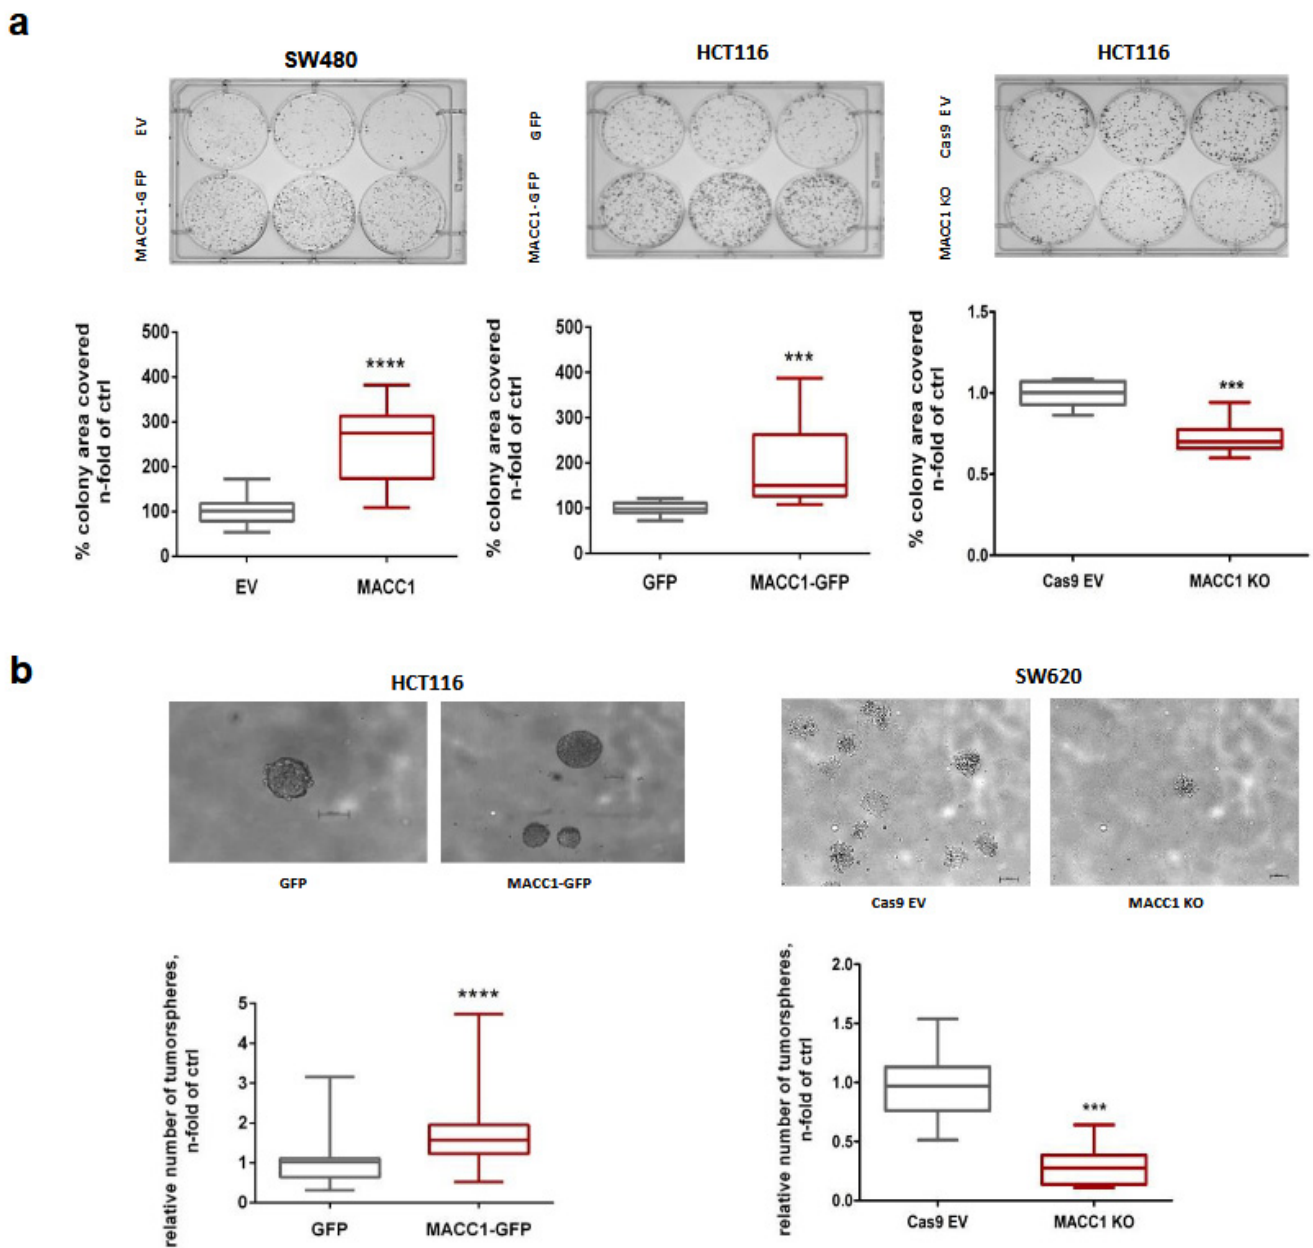 a
SW480
HCT116
HCT116
EV
MACC1-G FP
G FP
MACC1-G FP
Cas9 EV
MACC1 KO
% colony area covered
n-fold of ctrl
500
400
300
200
100
0
****
EV
MACC1
% colony area covered
n-fold of ctrl
500
400
300
200
100
0
***
GFP
MACC1-GFP
% colony area covered
n-fold of ctrl
1.5
1.0
0.5
0.0
***
Cas9 EV
MACC1 KO
b
HCT116
SW620
GFP
MACC1-GFP
Cas9 EV
MACC1 KO
relative number of tumorspheres,
n-fold of ctrl
5
4
3
2
1
0
****
GFP
MACC1-GFP
relative number of tumorspheres,
n-fold of ctrl
2.0
1.5
1.0
0.5
0.0
***
Cas9 EV
MACC1 KO